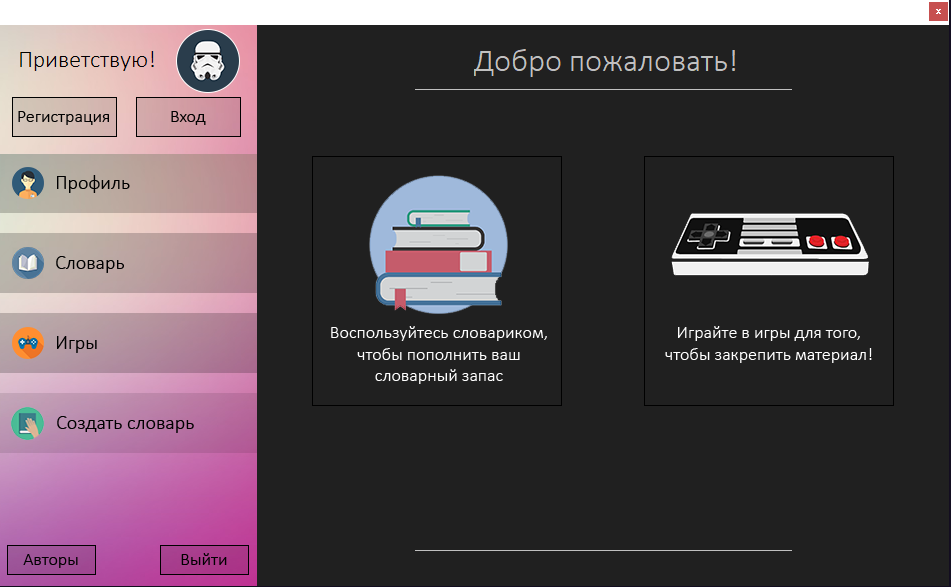 x
Приветствую!
Регистрация
Вход
Профиль
Словарь
Игры
Создать словарь
Авторы
Выйти
Добро пожаловать!
Воспользуйтесь словариком,
чтобы пополнить ваш
словарный запас
Играйте в игры для того,
чтобы закрепить материал!